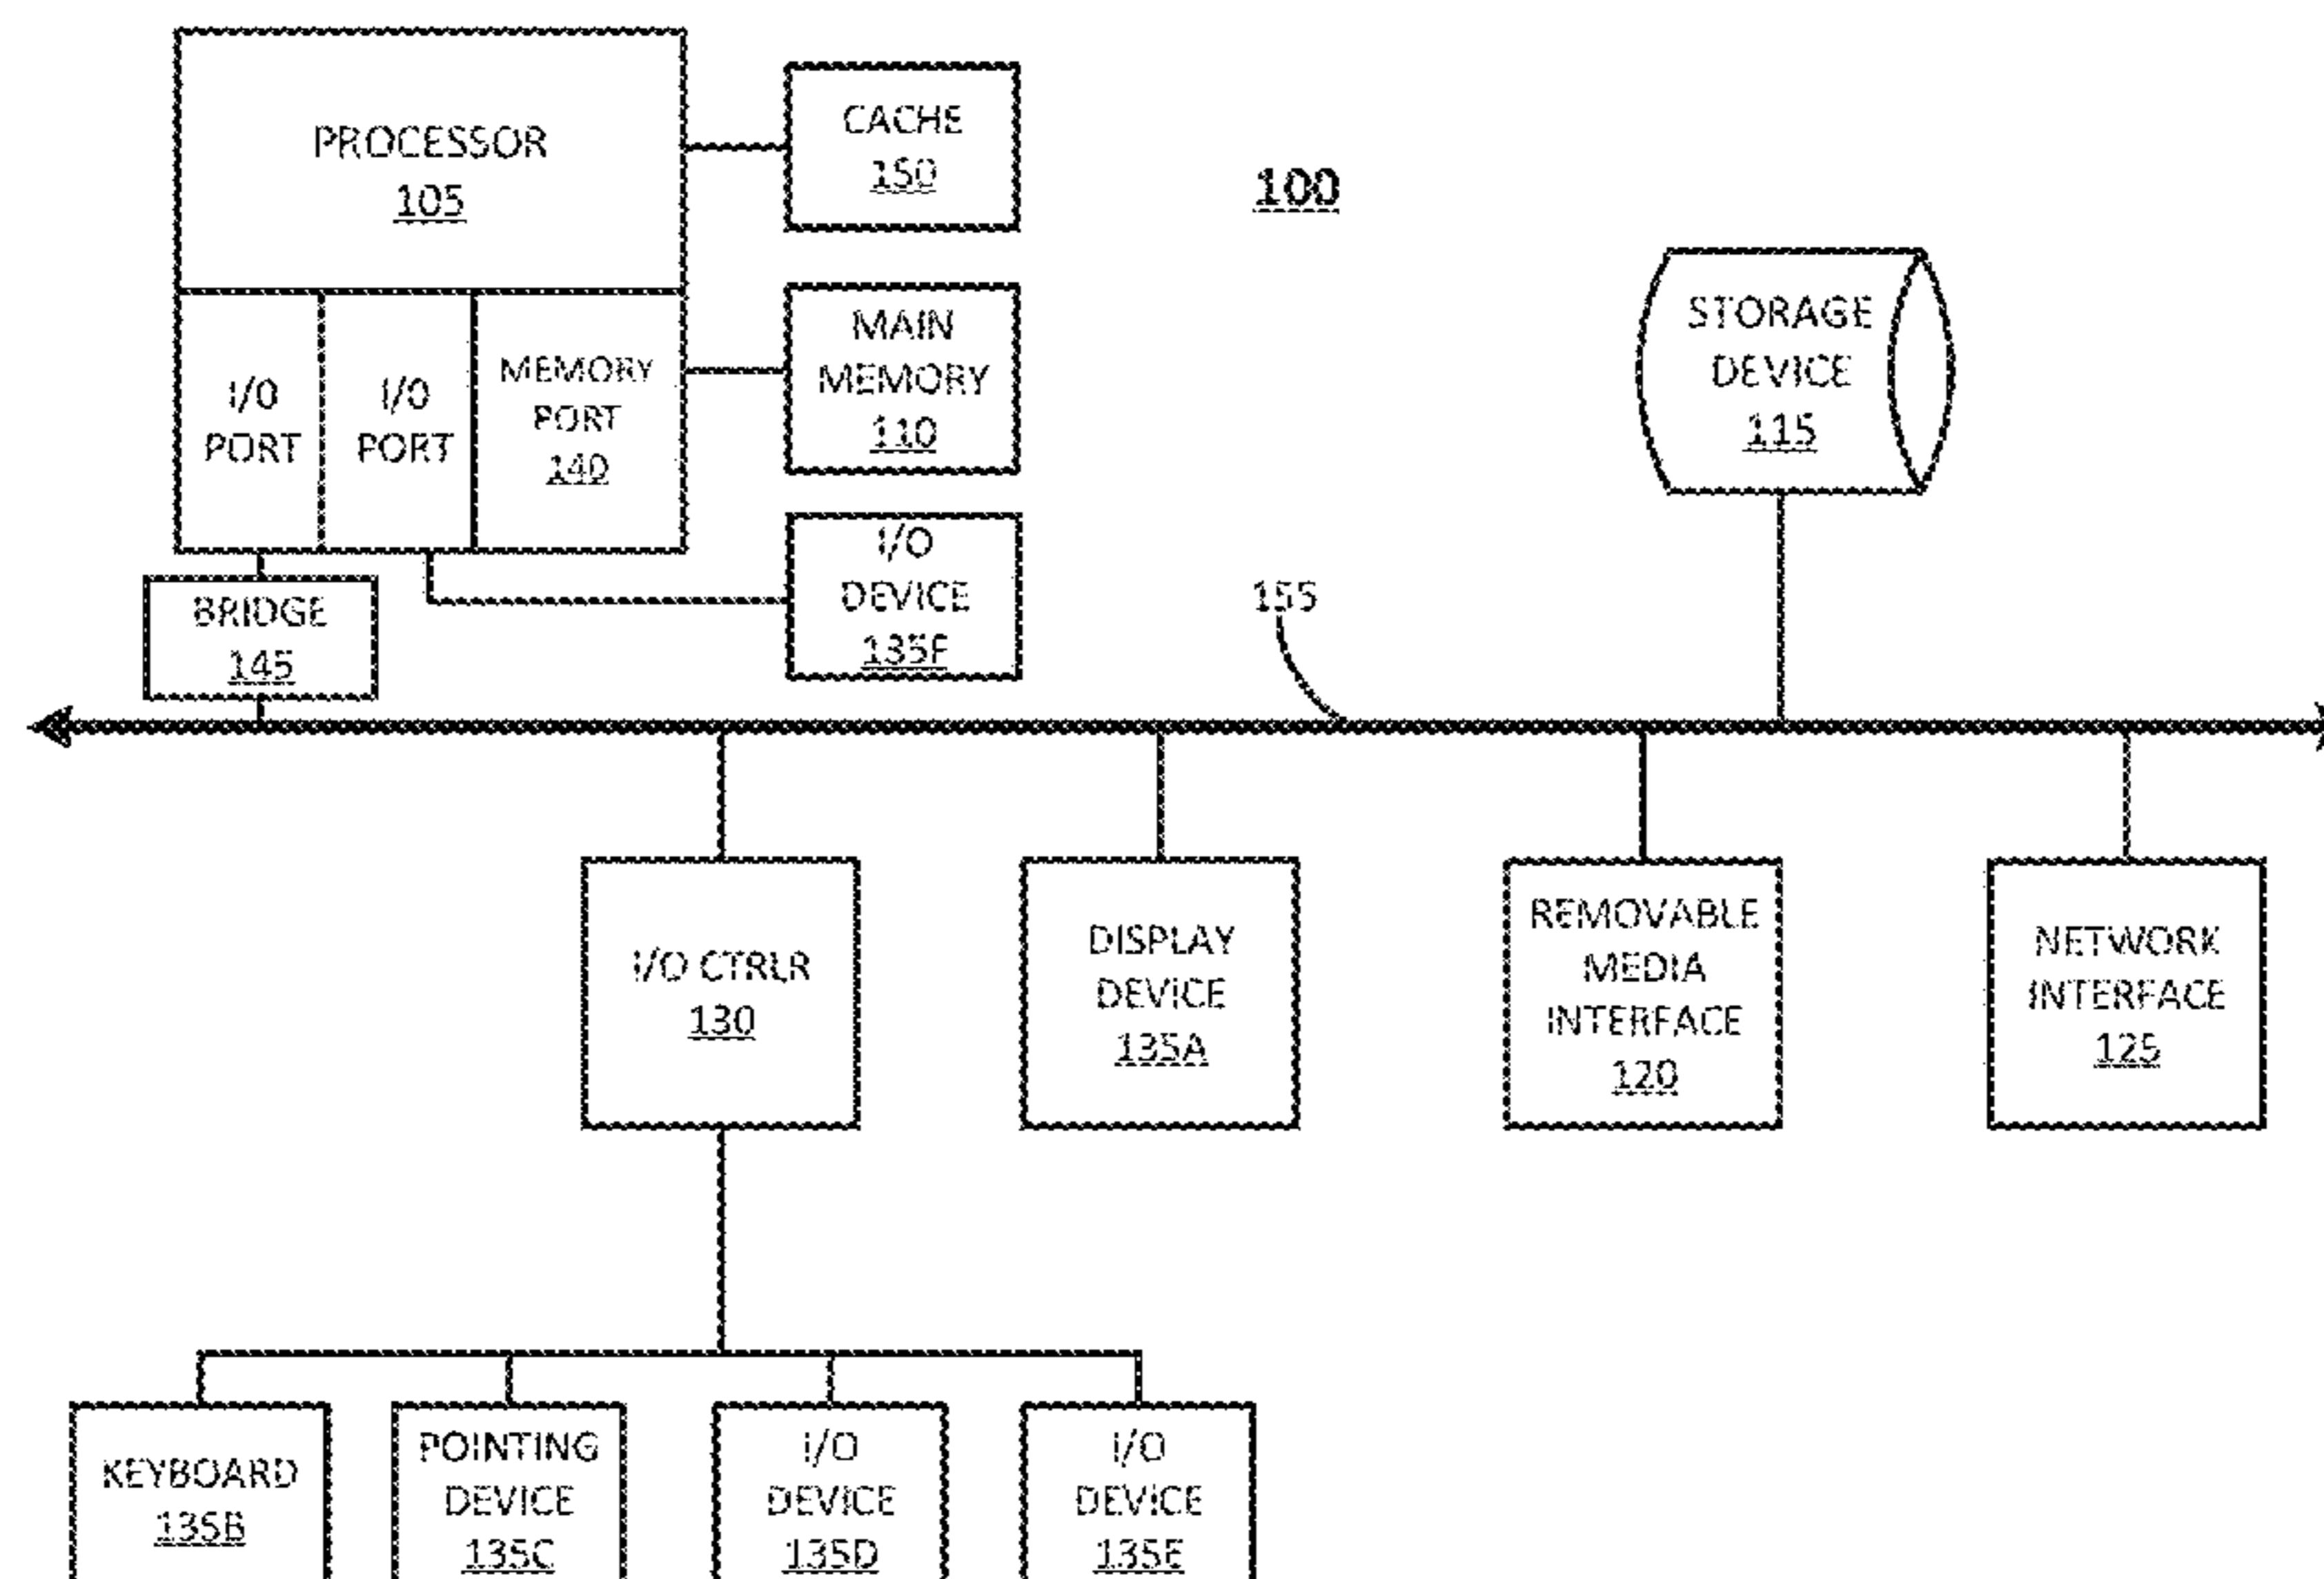 PROCESSOR
105
CACHE
150
100
I/O
PORT
I/O
PORT
MEMORY
PORT
140
MAIN
MEMORY
110
STORAGE
DEVICE
115
I/O
DEVICE
135F
BRIDGE
145
155
I/O CTRLR
130
DISPLAY
DEVICE
135A
REMOVABLE
MEDIA
INTERFACE
120
NETWORK
INTERFACE
125
KEYBOARD
135B
POINTING
DEVICE
135C
I/O
DEVICE
135D
I/O
DEVICE
135E